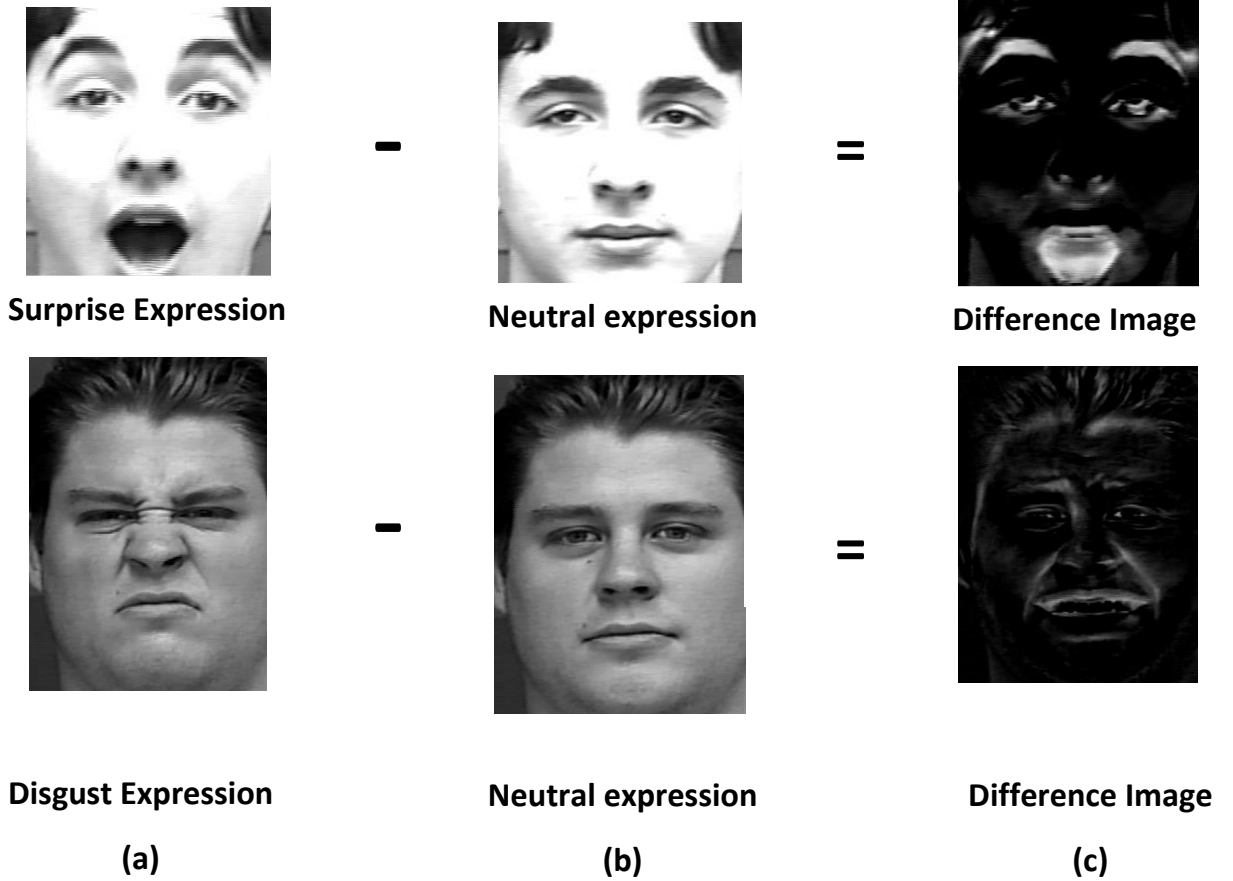 -
=
Surprise Expression
Neutral expression
Difference Image
-
=
Disgust Expression
Neutral expression
Difference Image
(a)
(b)
(c)